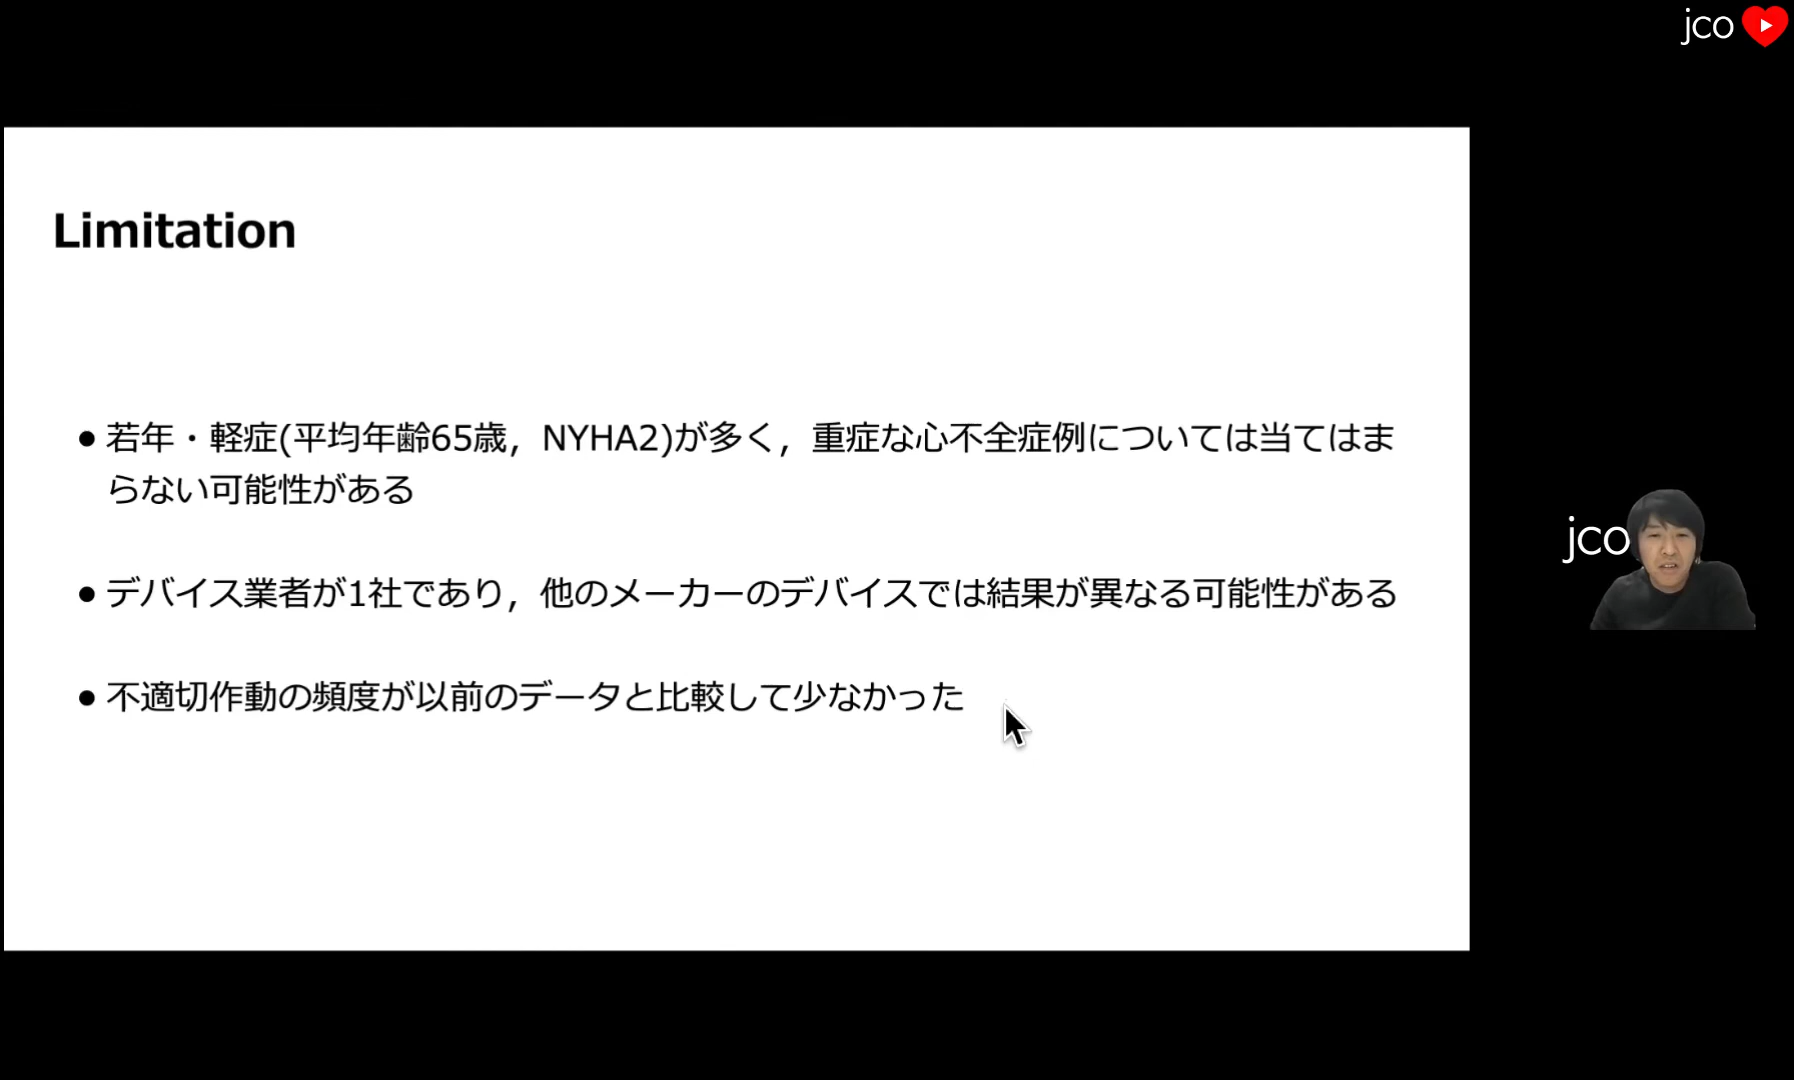 jco
Limitation
● 若年・軽症(平均年齢65歳，NYHA2)が多く，重症な心不全症例については当てはま
らない可能性がある
● デバイス業者が1社であり，他のメーカーのデバイスでは結果が異なる可能性がある
● 不適切作動の頻度が以前のデータと比較して少なかった
jco